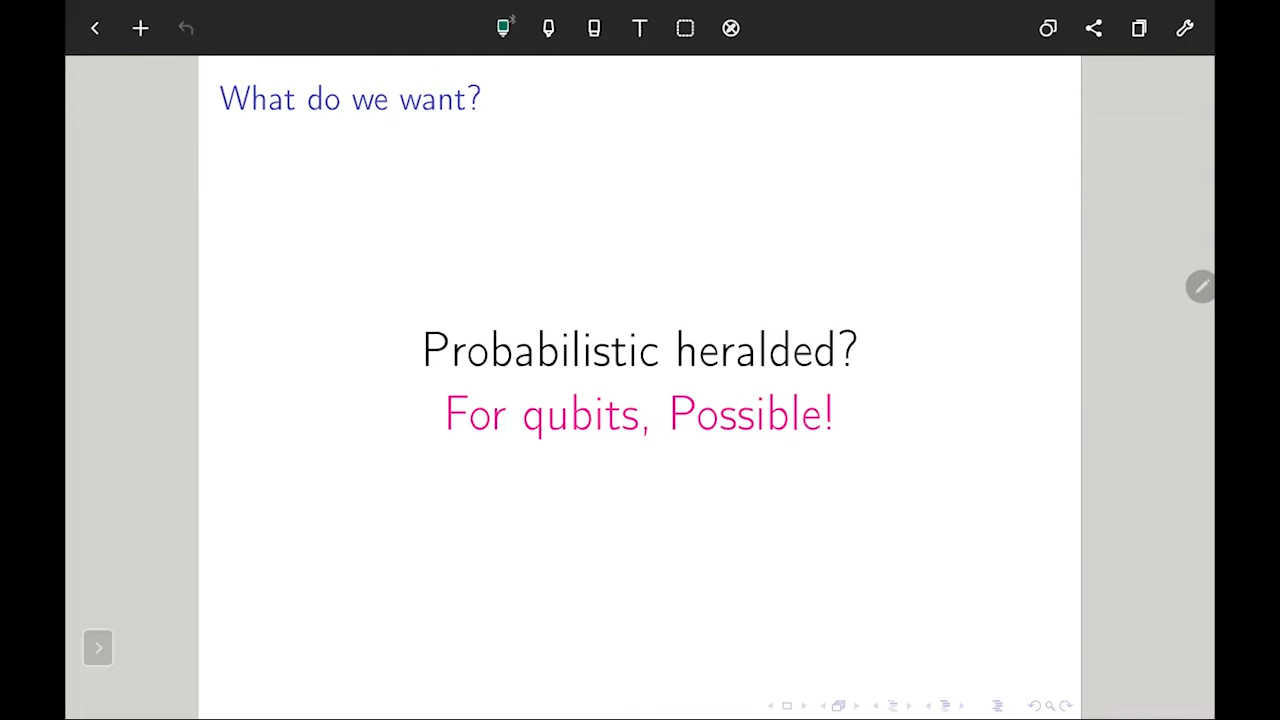 What do we want?
Probabilistic heralded?
For qubits, Possible!